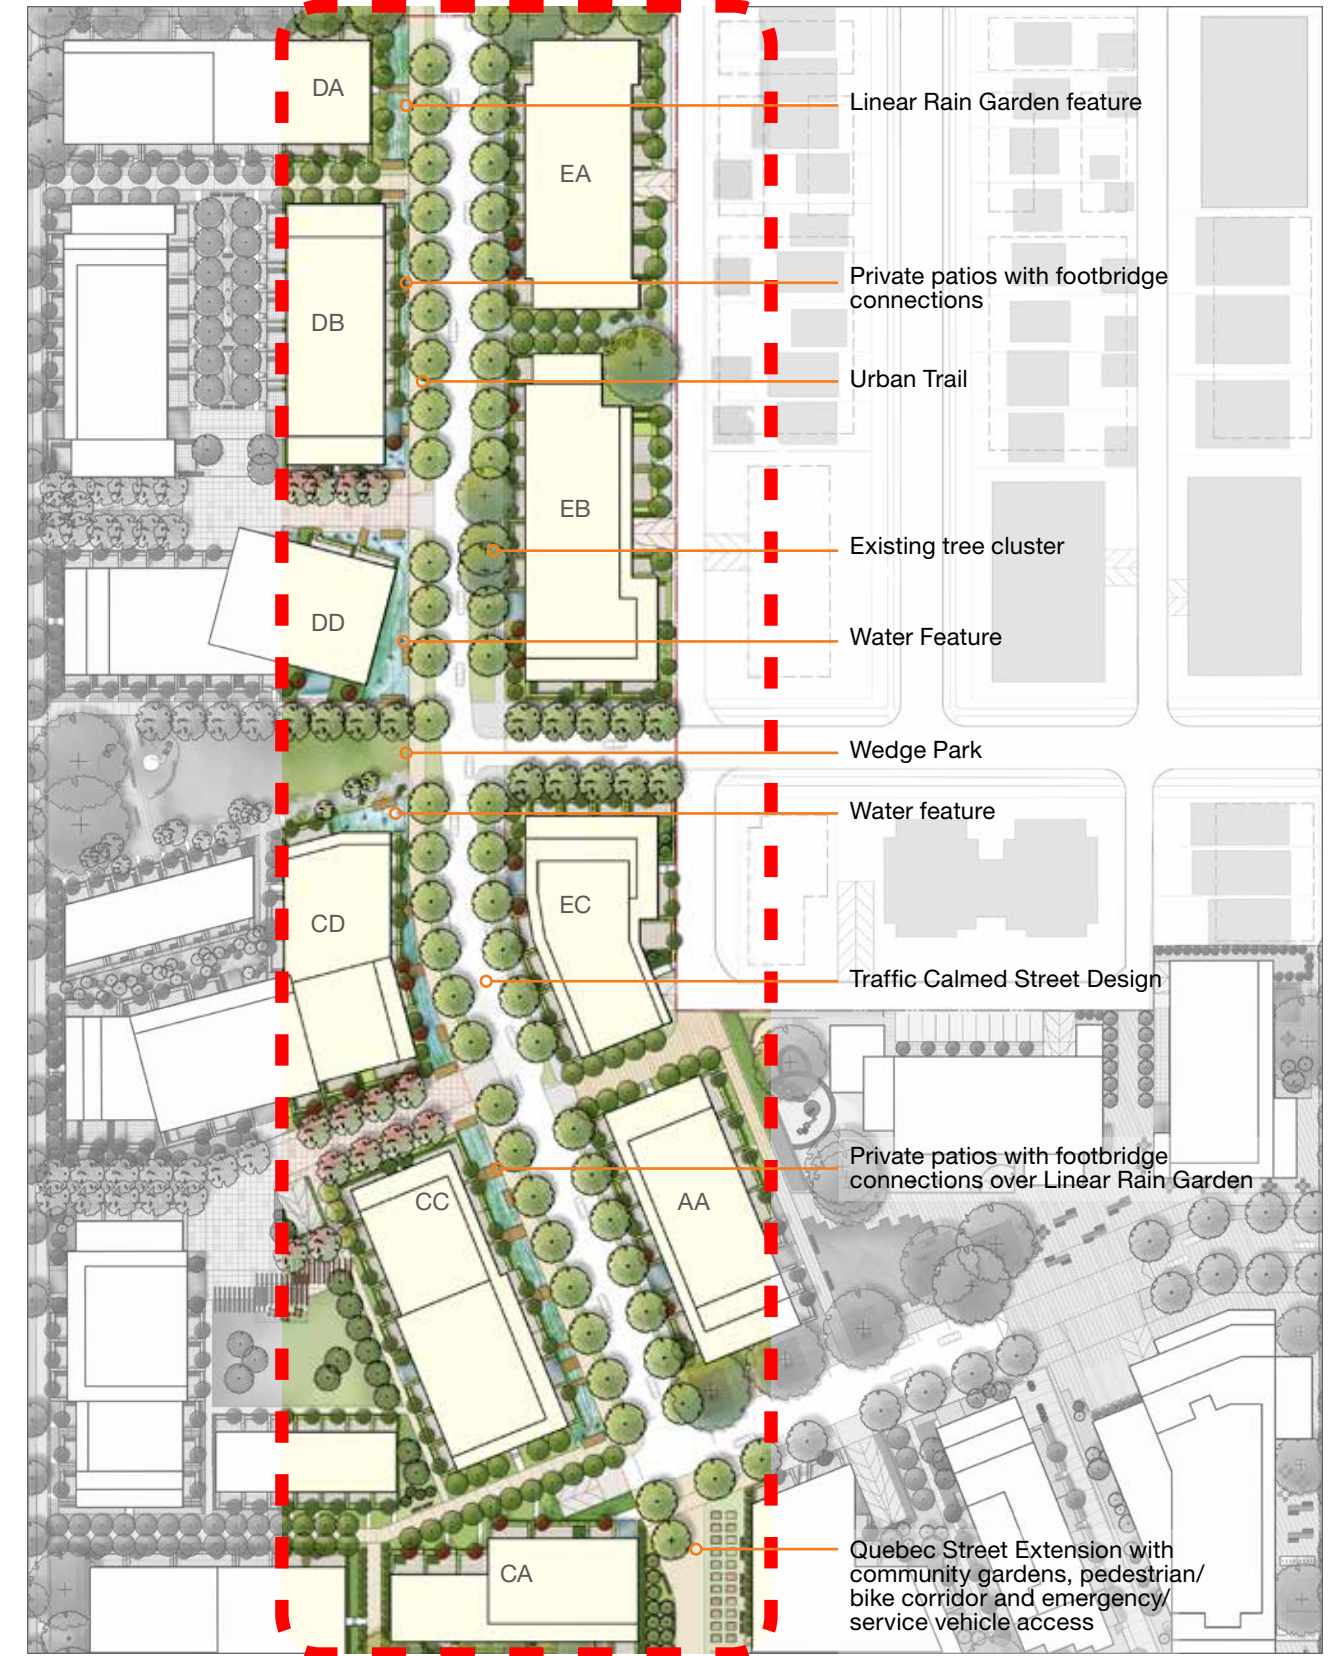 DA
Linear Rain Garden feature
EA
Private patios with footbridge
connections
DB
Urban Trail
EB
Existing tree cluster
DD
Water Feature
Wedge Park
Water feature
EC
CD
Traffic Calmed Street Design
Private patios with footbridge
connections over Linear Rain Garden
CC
AA
Quebec Street Extension with
community gardens, pedestrian/
bike corridor and emergency/
service vehicle access
CA